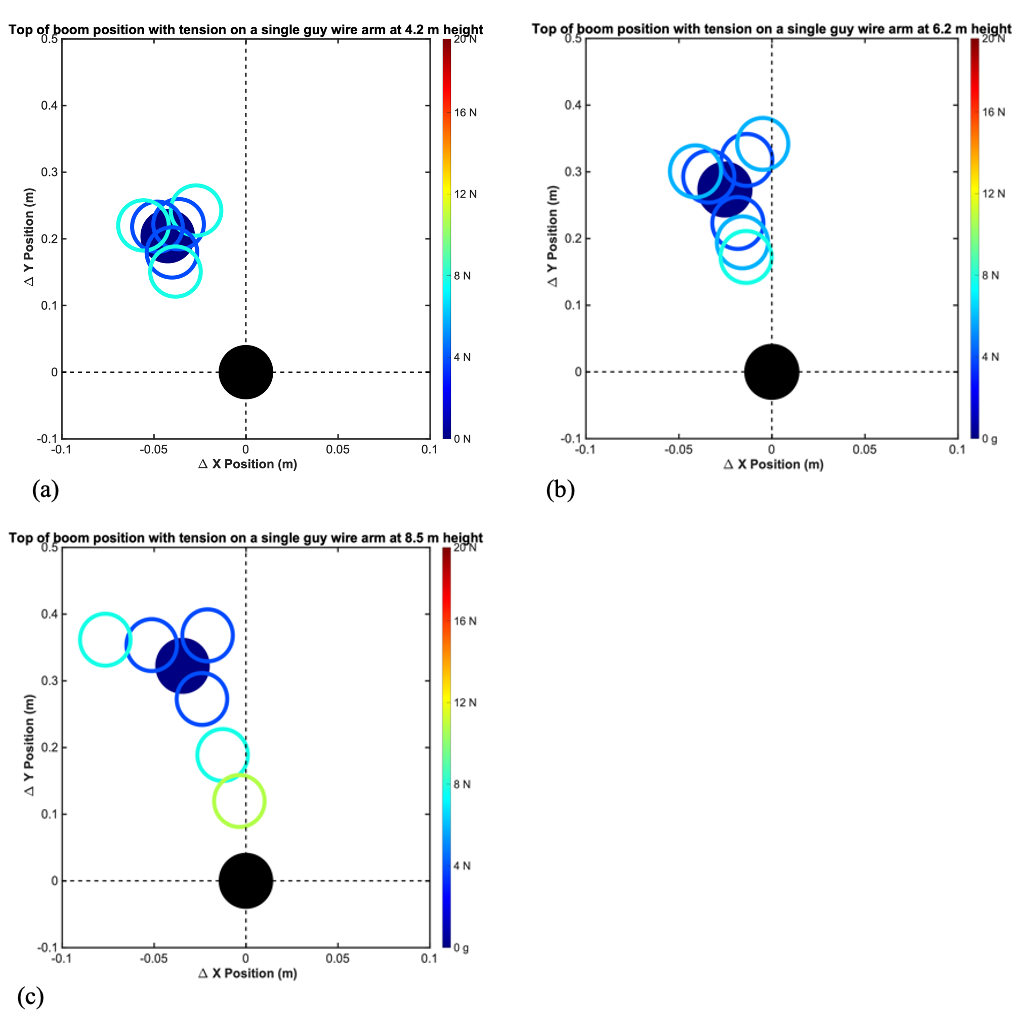 Top of boom position with tension on a single guy wire arm at 4.2 m height
0.5
0.4
0.3
0.2
0.1
0
-0.1
Δ Y Position (m)
-0.1 -0.05 0 0.05 0.1
Δ X Position (m)
20 N
16 N
12 N
8 N
4 N
0 N
(a)
Top of boom position with tension on a single guy wire arm at 6.2 m height
0.5
0.4
0.3
0.2
0.1
0
-0.1
Δ Y Position (m)
-0.1 -0.05 0 0.05 0.1
Δ X Position (m)
20 N
16 N
12 N
8 N
4 N
0 g
(b)
Top of boom position with tension on a single guy wire arm at 8.5 m height
0.5
0.4
0.3
0.2
0.1
0
-0.1
Δ Y Position (m)
-0.1 -0.05 0 0.05 0.1
Δ X Position (m)
20 N
16 N
12 N
8 N
4 N
0 g
(c)